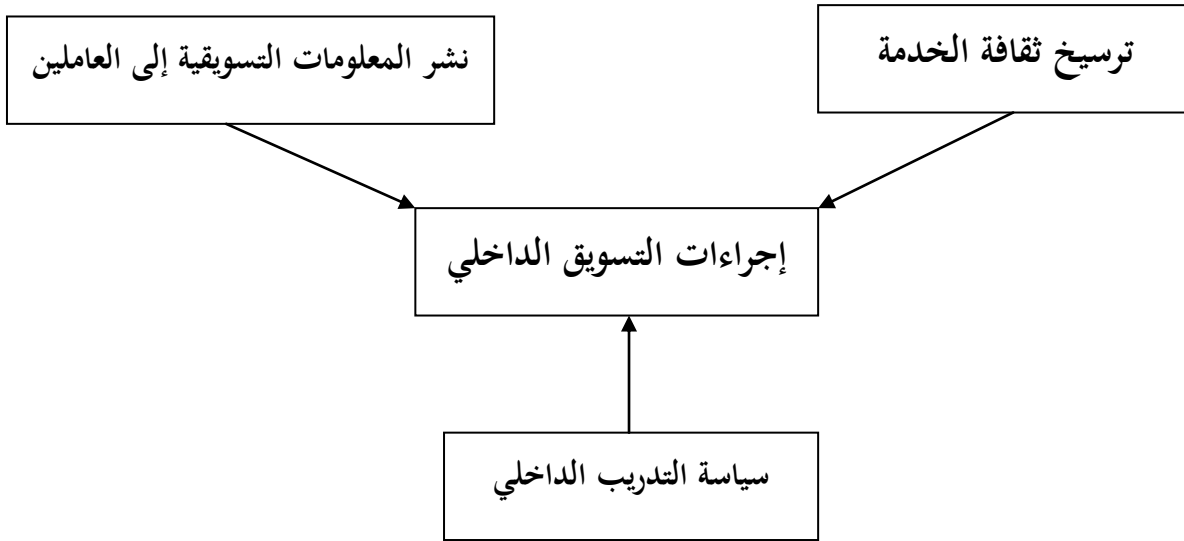 ترسيخ ثقافة الخدمة
نشر المعلومات التسويقية إلى العاملين
إجراءات التسويق الداخلي
سياسة التدريب الداخلي